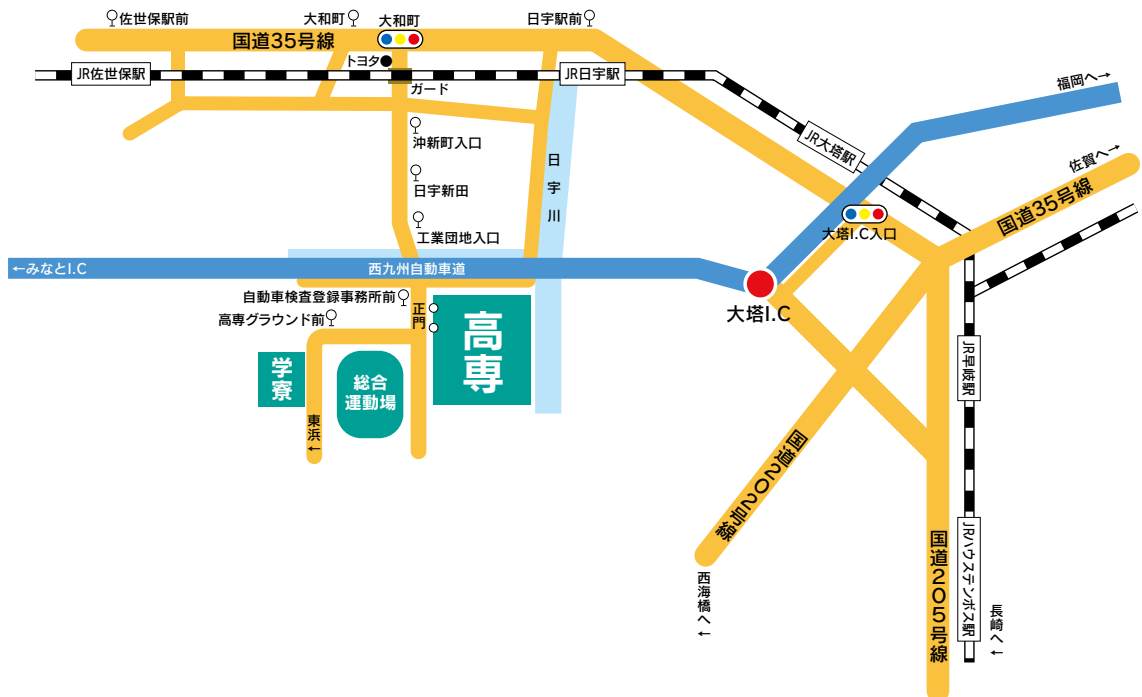 佐世保駅前
大和町
大和町
日宇駅前
国道35号線
トヨタ
JR佐世保駅
JR日宇駅
ガード
福岡へ→
沖新町入口
JR大塔駅
佐賀へ→
日宇川
日宇新田
国道35号線
工業団地入口
大塔I.C入口
←みなとI.C
西九州自動車道
大塔I.C
自動車検査登録事務所前
正門
高専グラウンド前
高専
学寮
総合
運動場
JR早岐駅
東浜←
国道202号線
国道205号線
JRハウステンボス駅
西海橋へ←
長崎へ←